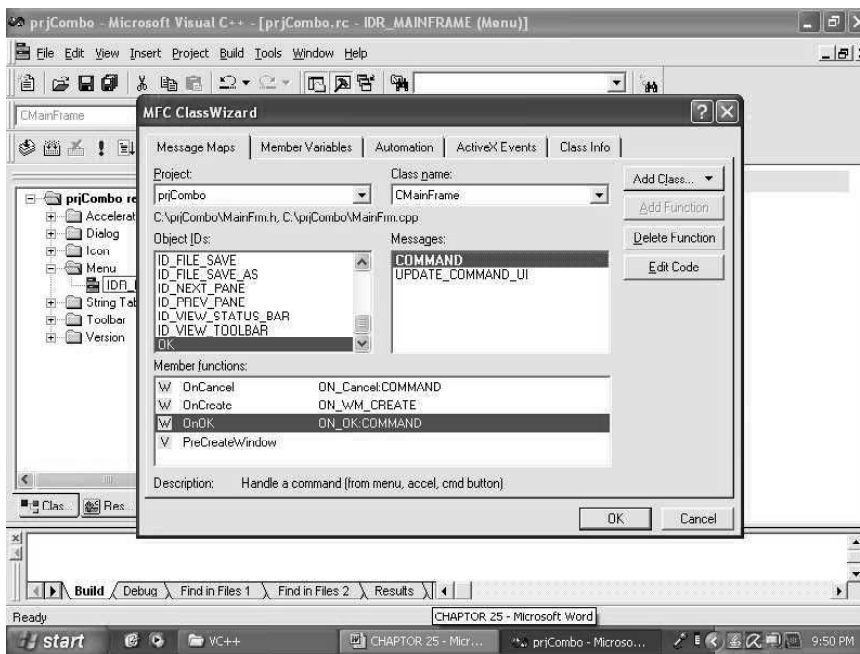 prjCombo - Microsoft Visual C++ - [prjCombo.rc - IDR_MAINFRAME (Menu)]
File Edit View Insert Project Build Tools Window Help
CMainFrame
MFC ClassWizard
Message Maps
Member Variables
Automation
ActiveX Events
Class Info
Project:
Class name:
Add Class...
prjCombo
CMainFrame
Add Function
C:\prjCombo\MainFrm.h, C:\prjCombo\MainFrm.cpp
Object IDs:
Messages:
Delete Function
Edit Code
ID_FILE_SAVE
ID_FILE_SAVE_AS
ID_NEXT_PANE
ID_PREV_PANE
ID_VIEW_STATUS_BAR
ID_VIEW_TOOLBAR
OK
COMMAND
UPDATE_COMMAND_UI
Member functions:
W OnCancel ON_Cancel:COMMAND
W OnCreate ON_WM_CREATE
W OnOK ON_OK:COMMAND
V PreCreateWindow
Description: Handle a command (from menu, accel, cmd button)
OK
Cancel
prjCombo re
Accelerat
Dialog
Icon
Menu
IDR_
String Tab
Toolbar
Version
Clas...
Res...
Build
Debug
Find in Files 1
Find in Files 2
Results
Ready
CHAPTOR 25 - Microsoft Word
start
VC++
CHAPTOR 25 - Micr...
prjCombo - Microso...
9:50 PM